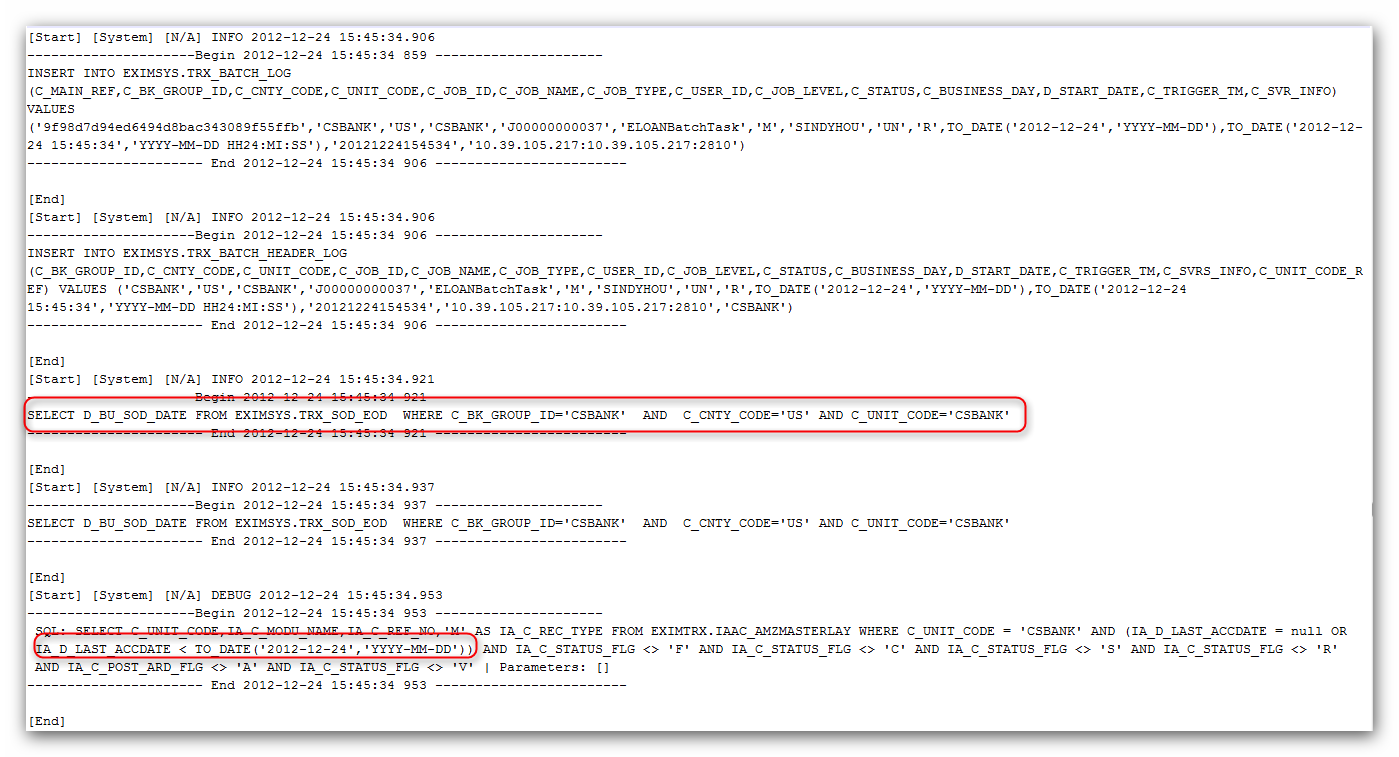 [Start] [System] [N/A] INFO 2012-12-24 15:45:34.906
---------------------Begin 2012-12-24 15:45:34 859 ---------------------
INSERT INTO EXIMSYS.TRX_BATCH_LOG
(C_MAIN_REF,C_BK_GROUP_ID,C_CNTY_CODE,C_UNIT_CODE,C_JOB_ID,C_JOB_NAME,C_JOB_TYPE,C_USER_ID,C_JOB_LEVEL,C_STATUS,C_BUSINESS_DAY,D_START_DATE,C_TRIGGER_TM,C_SVR_INFO)
VALUES
('9f98d7d94ed6494d8bac343089f55ffb','CSBANK','US','CSBANK','J00000000037','ELOANBatchTask','M','SINDYHOU','UN','R',TO_DATE('2012-12-24','YYYY-MM-DD'),TO_DATE('2012-12-
24 15:45:34','YYYY-MM-DD HH24:MI:SS'),'20121224154534','10.39.105.217:10.39.105.217:2810')
---------------------- End 2012-12-24 15:45:34 906 ------------------------
[End]
[Start] [System] [N/A] INFO 2012-12-24 15:45:34.906
---------------------Begin 2012-12-24 15:45:34 906 ---------------------
INSERT INTO EXIMSYS.TRX_BATCH_HEADER_LOG
(C_BK_GROUP_ID,C_CNTY_CODE,C_UNIT_CODE,C_JOB_ID,C_JOB_NAME,C_JOB_TYPE,C_USER_ID,C_JOB_LEVEL,C_STATUS,C_BUSINESS_DAY,D_START_DATE,C_TRIGGER_TM,C_SVRS_INFO,C_UNIT_CODE_R
EF) VALUES ('CSBANK','US','CSBANK','J00000000037','ELOANBatchTask','M','SINDYHOU','UN','R',TO_DATE('2012-12-24','YYYY-MM-DD'),TO_DATE('2012-12-24
15:45:34','YYYY-MM-DD HH24:MI:SS'),'20121224154534','10.39.105.217:10.39.105.217:2810','CSBANK')
---------------------- End 2012-12-24 15:45:34 906 ------------------------
[End]
[Start] [System] [N/A] INFO 2012-12-24 15:45:34.921
---------------------Begin 2012-12-24 15:45:34 921 ---------------------
SELECT D_BU_SOD_DATE FROM EXIMSYS.TRX_SOD_EOD  WHERE C_BK_GROUP_ID='CSBANK'  AND  C_CNTY_CODE='US' AND C_UNIT_CODE='CSBANK'
---------------------- End 2012-12-24 15:45:34 921 ------------------------
[End]
[Start] [System] [N/A] INFO 2012-12-24 15:45:34.937
---------------------Begin 2012-12-24 15:45:34 937 ---------------------
SELECT D_BU_SOD_DATE FROM EXIMSYS.TRX_SOD_EOD  WHERE C_BK_GROUP_ID='CSBANK'  AND  C_CNTY_CODE='US' AND C_UNIT_CODE='CSBANK'
---------------------- End 2012-12-24 15:45:34 937 ------------------------
[End]
[Start] [System] [N/A] DEBUG 2012-12-24 15:45:34.953
---------------------Begin 2012-12-24 15:45:34 953 ---------------------
SQL: SELECT C_UNIT_CODE,IA_C_MODU_NAME,IA_C_REF_NO,'M' AS IA_C_REC_TYPE FROM EXIMTRX.IAAC_AMZMASTERLAY WHERE C_UNIT_CODE = 'CSBANK' AND (IA_D_LAST_ACCDATE = null OR
IA_D_LAST_ACCDATE < TO_DATE('2012-12-24','YYYY-MM-DD')) AND IA_C_STATUS_FLG <> 'F' AND IA_C_STATUS_FLG <> 'C' AND IA_C_STATUS_FLG <> 'S' AND IA_C_STATUS_FLG <> 'R'
AND IA_C_POST_ARD_FLG <> 'A' AND IA_C_STATUS_FLG <> 'V' | Parameters: []
---------------------- End 2012-12-24 15:45:34 953 ------------------------
[End]